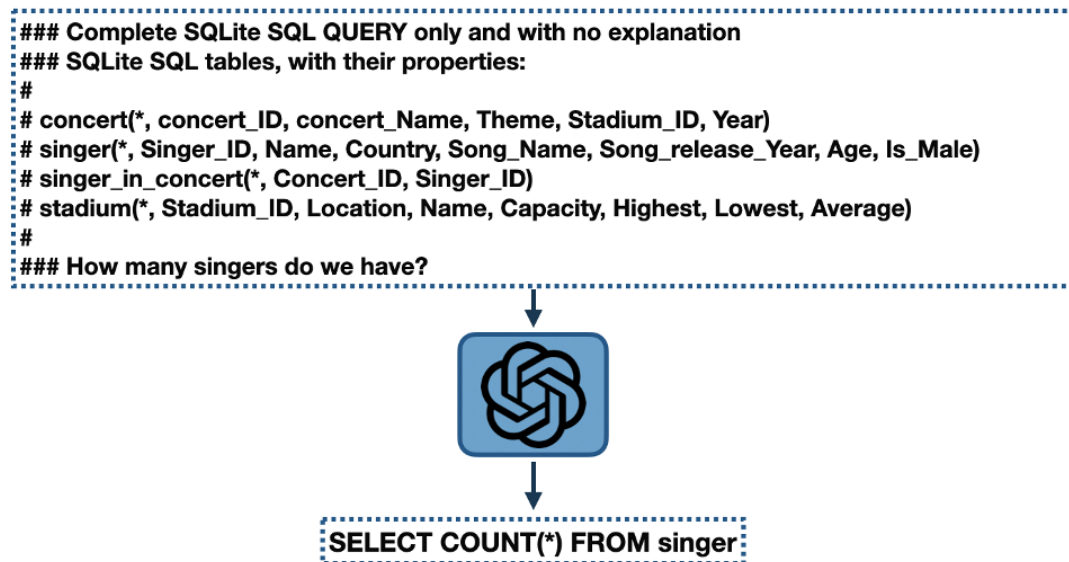 ### Complete SQLite SQL QUERY only and with no explanation
### SQLite SQL tables, with their properties:
#
# concert(*, concert_ID, concert_Name, Theme, Stadium_ID, Year)
# singer(*, Singer_ID, Name, Country, Song_Name, Song_release_Year, Age, Is_Male)
# singer_in_concert(*, Concert_ID, Singer_ID)
# stadium(*, Stadium_ID, Location, Name, Capacity, Highest, Lowest, Average)
#
### How many singers do we have?
SELECT COUNT(*) FROM singer